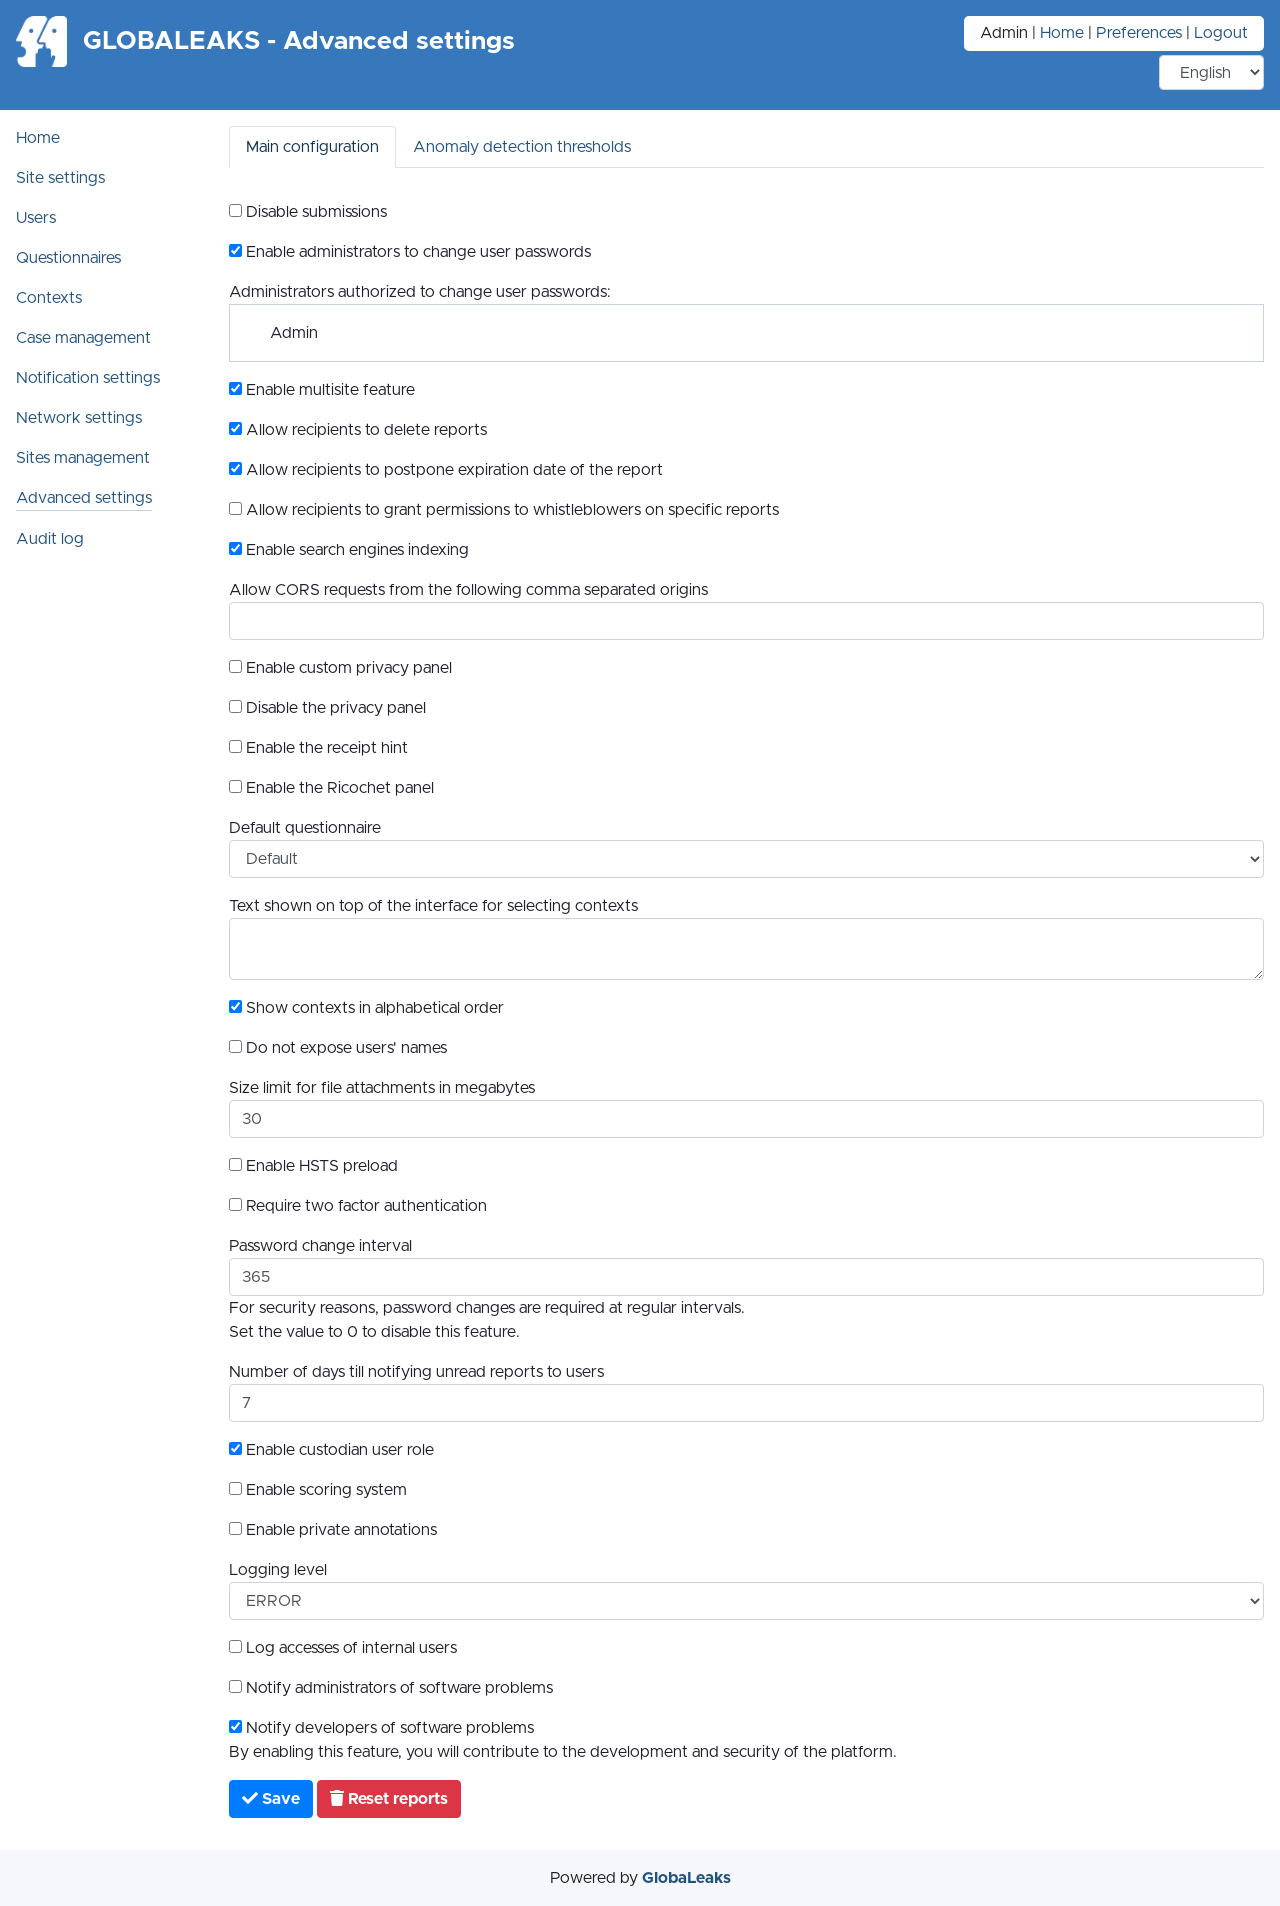 GLOBALEAKS - Advanced settings
Admin | Home | Preferences | Logout
English
Home
Site settings
Users
Questionnaires
Contexts
Case management
Notification settings
Network settings
Sites management
Advanced settings
Audit log
Main configuration
Anomaly detection thresholds
Disable submissions
Enable administrators to change user passwords
Administrators authorized to change user passwords:
Admin
Enable multisite feature
Allow recipients to delete reports
Allow recipients to postpone expiration date of the report
Allow recipients to grant permissions to whistleblowers on specific reports
Enable search engines indexing
Allow CORS requests from the following comma separated origins
Enable custom privacy panel
Disable the privacy panel
Enable the receipt hint
Enable the Ricochet panel
Default questionnaire
Default
Text shown on top of the interface for selecting contexts
Show contexts in alphabetical order
Do not expose users' names
Size limit for file attachments in megabytes
30
Enable HSTS preload
Require two factor authentication
Password change interval
365
For security reasons, password changes are required at regular intervals.
Set the value to 0 to disable this feature.
Number of days till notifying unread reports to users
7
Enable custodian user role
Enable scoring system
Enable private annotations
Logging level
ERROR
Log accesses of internal users
Notify administrators of software problems
Notify developers of software problems
By enabling this feature, you will contribute to the development and security of the platform.
Save
Reset reports
Powered by GlobaLeaks